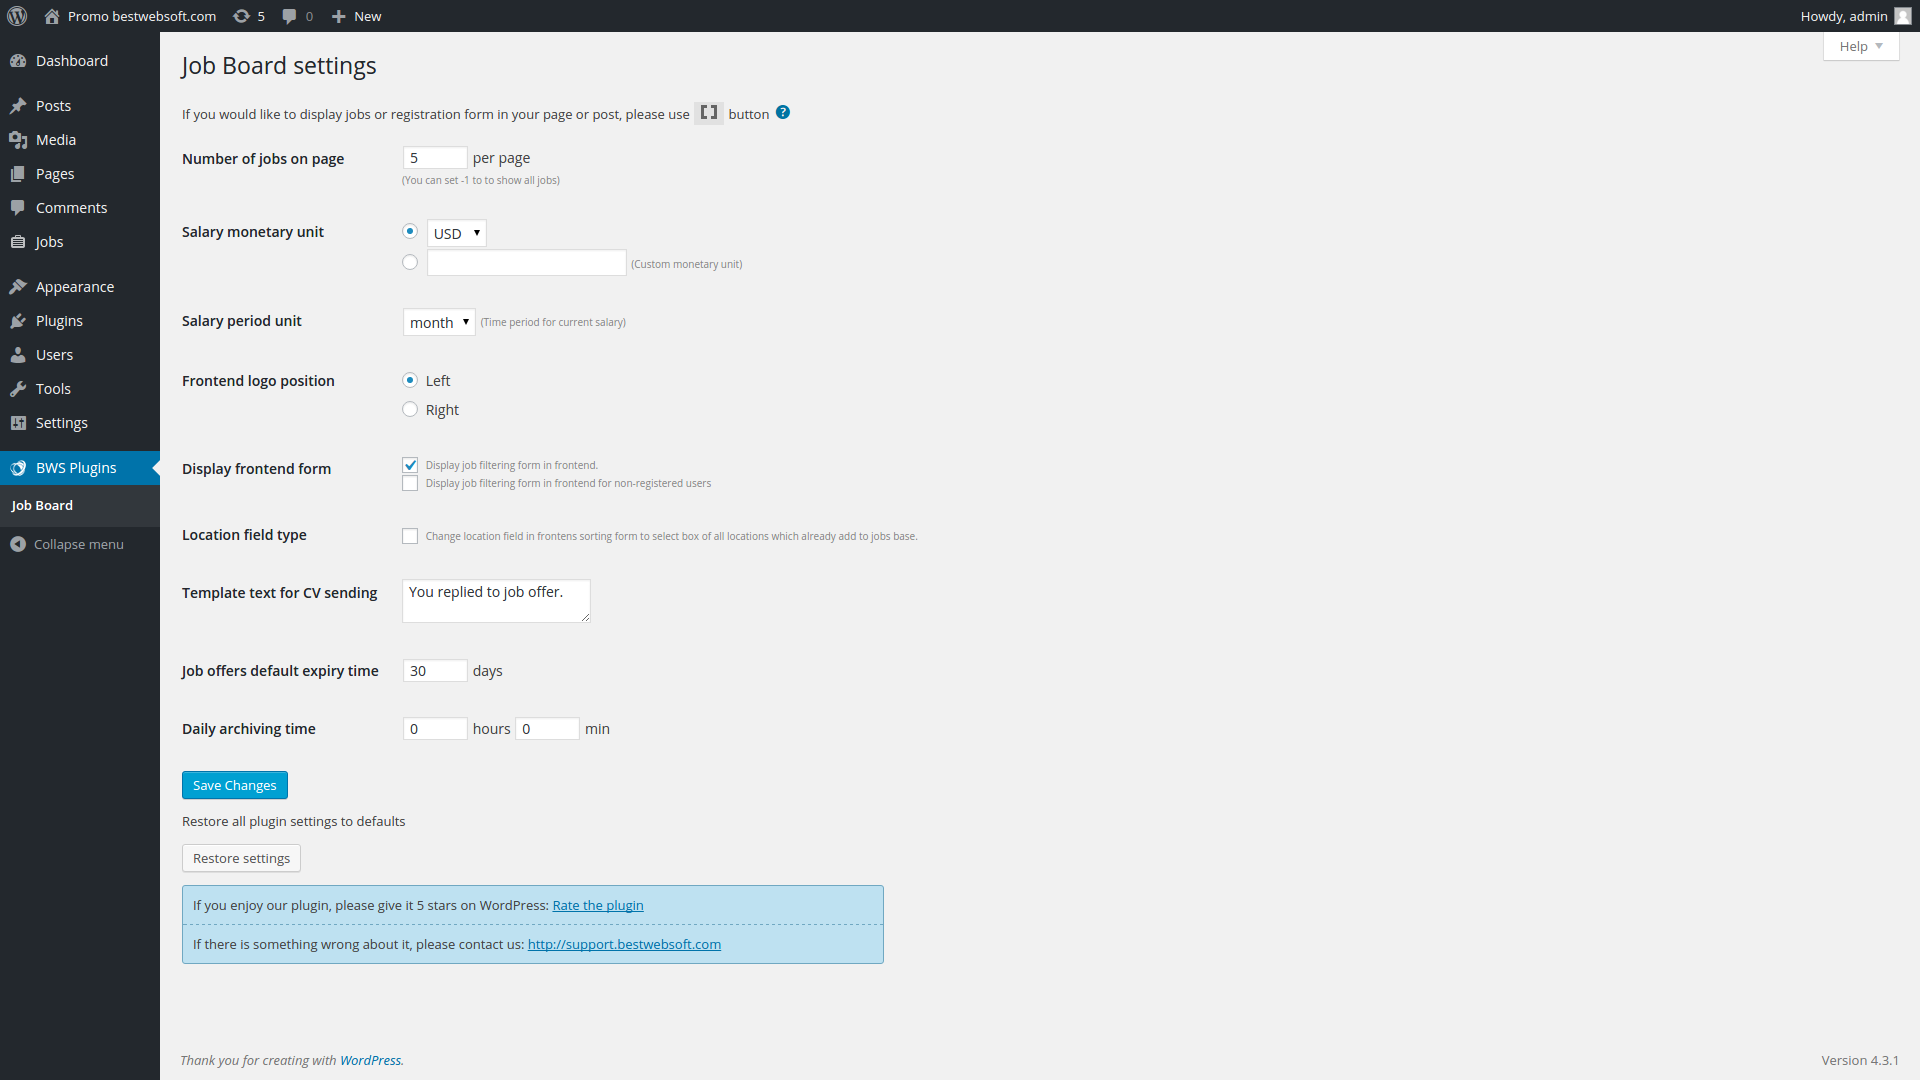 Promo bestwebsoft.com 5 0 New Howdy, admin
Help
Dashboard
Posts
Media
Pages
Comments
Jobs
Appearance
Plugins
Users
Tools
Settings
BWS Plugins
Job Board
Collapse menu
Job Board settings
If you would like to display jobs or registration form in your page or post, please use [] button ?
Number of jobs on page 5 per page
(You can set -1 to to show all jobs)
Salary monetary unit USD
(Custom monetary unit)
Salary period unit month (Time period for current salary)
Frontend logo position Left
Right
Display frontend form Display job filtering form in frontend.
Display job filtering form in frontend for non-registered users
Location field type Change location field in frontens sorting form to select box of all locations which already add to jobs base.
Template text for CV sending You replied to job offer.
Job offers default expiry time 30 days
Daily archiving time 0 hours 0 min
Save Changes
Restore all plugin settings to defaults
Restore settings
If you enjoy our plugin, please give it 5 stars on WordPress: Rate the plugin
If there is something wrong about it, please contact us: http://support.bestwebsoft.com
Thank you for creating with WordPress. Version 4.3.1